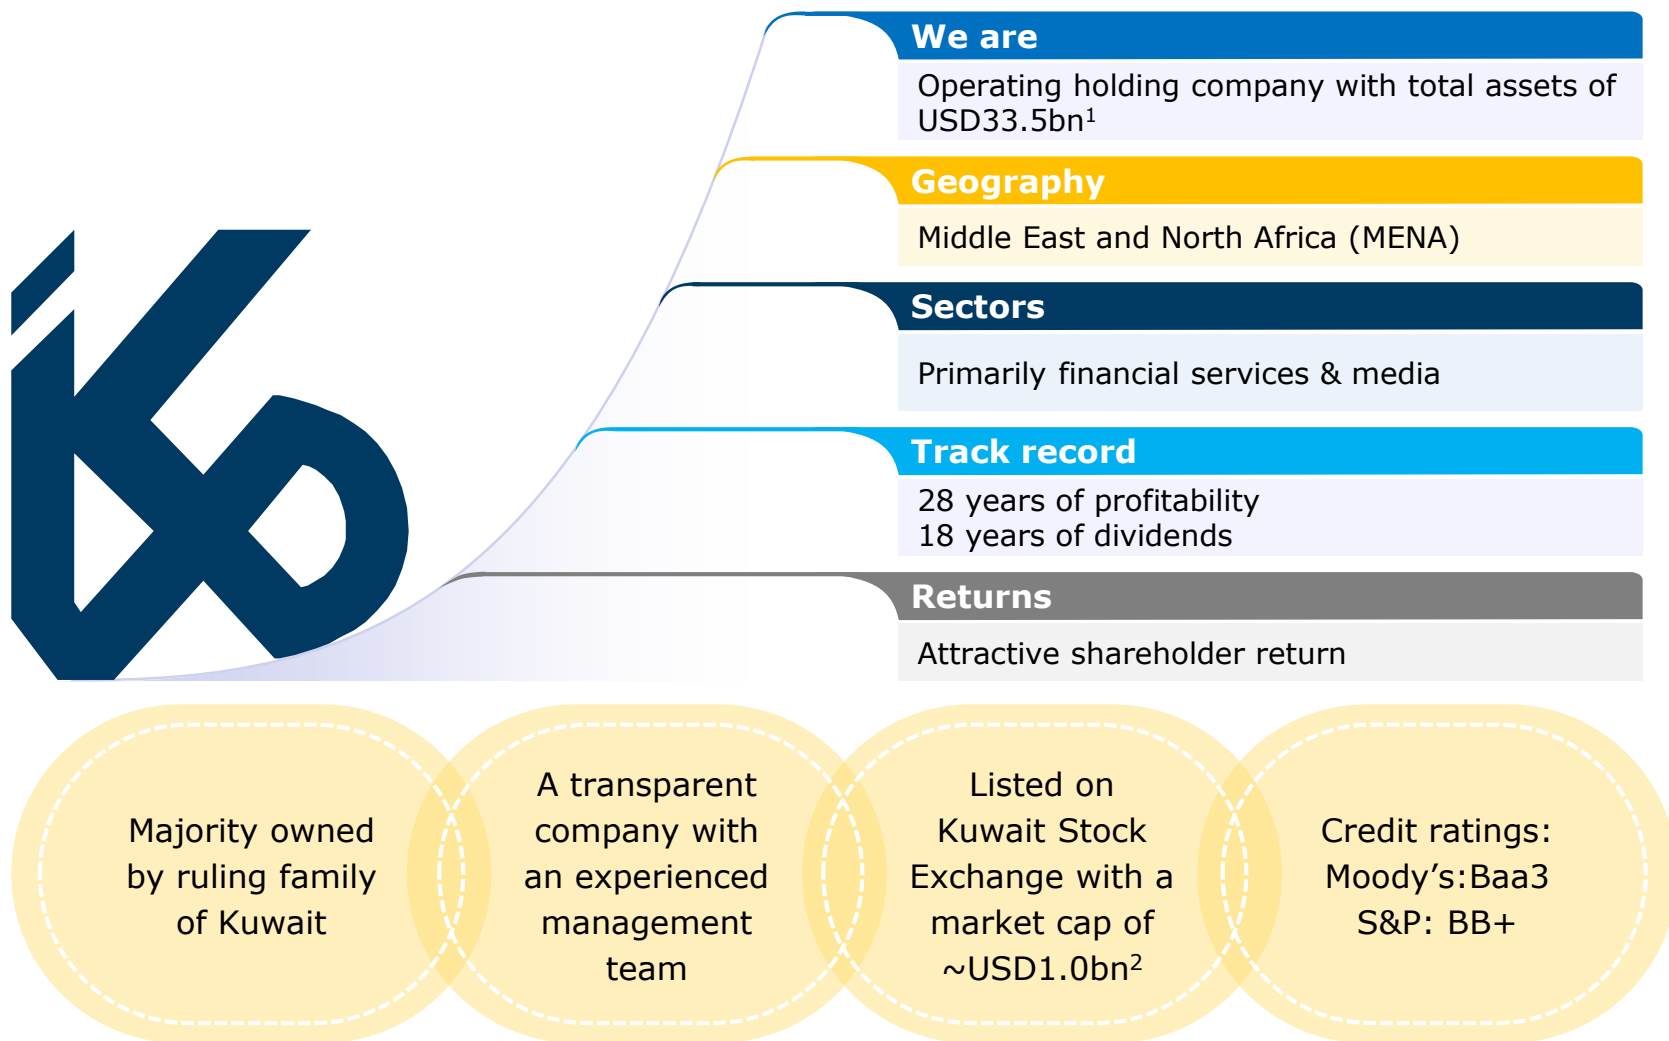 We are
Operating holding company with total assets of
USD33.5bn¹
Geography
Middle East and North Africa (MENA)
Sectors
Primarily financial services & media
Track record
28 years of profitability
18 years of dividends
Returns
Attractive shareholder return
Majority owned
by ruling family
of Kuwait
A transparent
company with
an experienced
management
team
Listed on
Kuwait Stock
Exchange with a
market cap of
~USD1.0bn²
Credit ratings:
Moody’s:Baa3
S&P: BB+